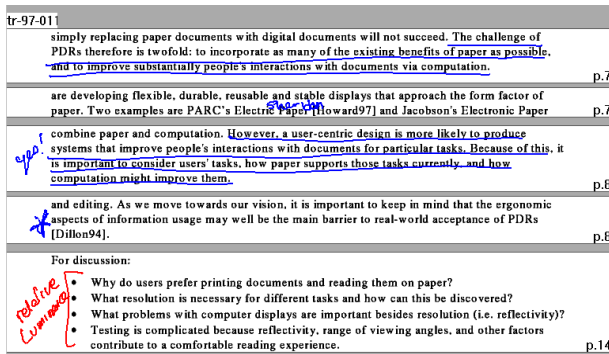 tr-97-011
simply replacing paper documents with digital documents will not succeed. The challenge of
PDRs therefore is twofold: to incorporate as many of the existing benefits of paper as possible,
and to improve substantially people's interactions with documents via computation.
p.7
are developing flexible, durable, reusable and stable displays that approach the form factor of
paper. Two examples are PARC's Electric Paper [Howard97] and Jacobson's Electronic Paper
p.7
yes!
combine paper and computation. However, a user-centric design is more likely to produce
systems that improve people's interactions with documents for particular tasks. Because of this, it
is important to consider users' tasks, how paper supports those tasks currently, and how
computation might improve them.
p.8
and editing. As we move towards our vision, it is important to keep in mind that the ergonomic
aspects of information usage may well be the main barrier to real-world acceptance of PDRs
[Dillon94].
p.8
For discussion:
relative
luminance
• Why do users prefer printing documents and reading them on paper?
• What resolution is necessary for different tasks and how can this be discovered?
• What problems with computer displays are important besides resolution (i.e. reflectivity)?
• Testing is complicated because reflectivity, range of viewing angles, and other factors
contribute to a comfortable reading experience.
p.14